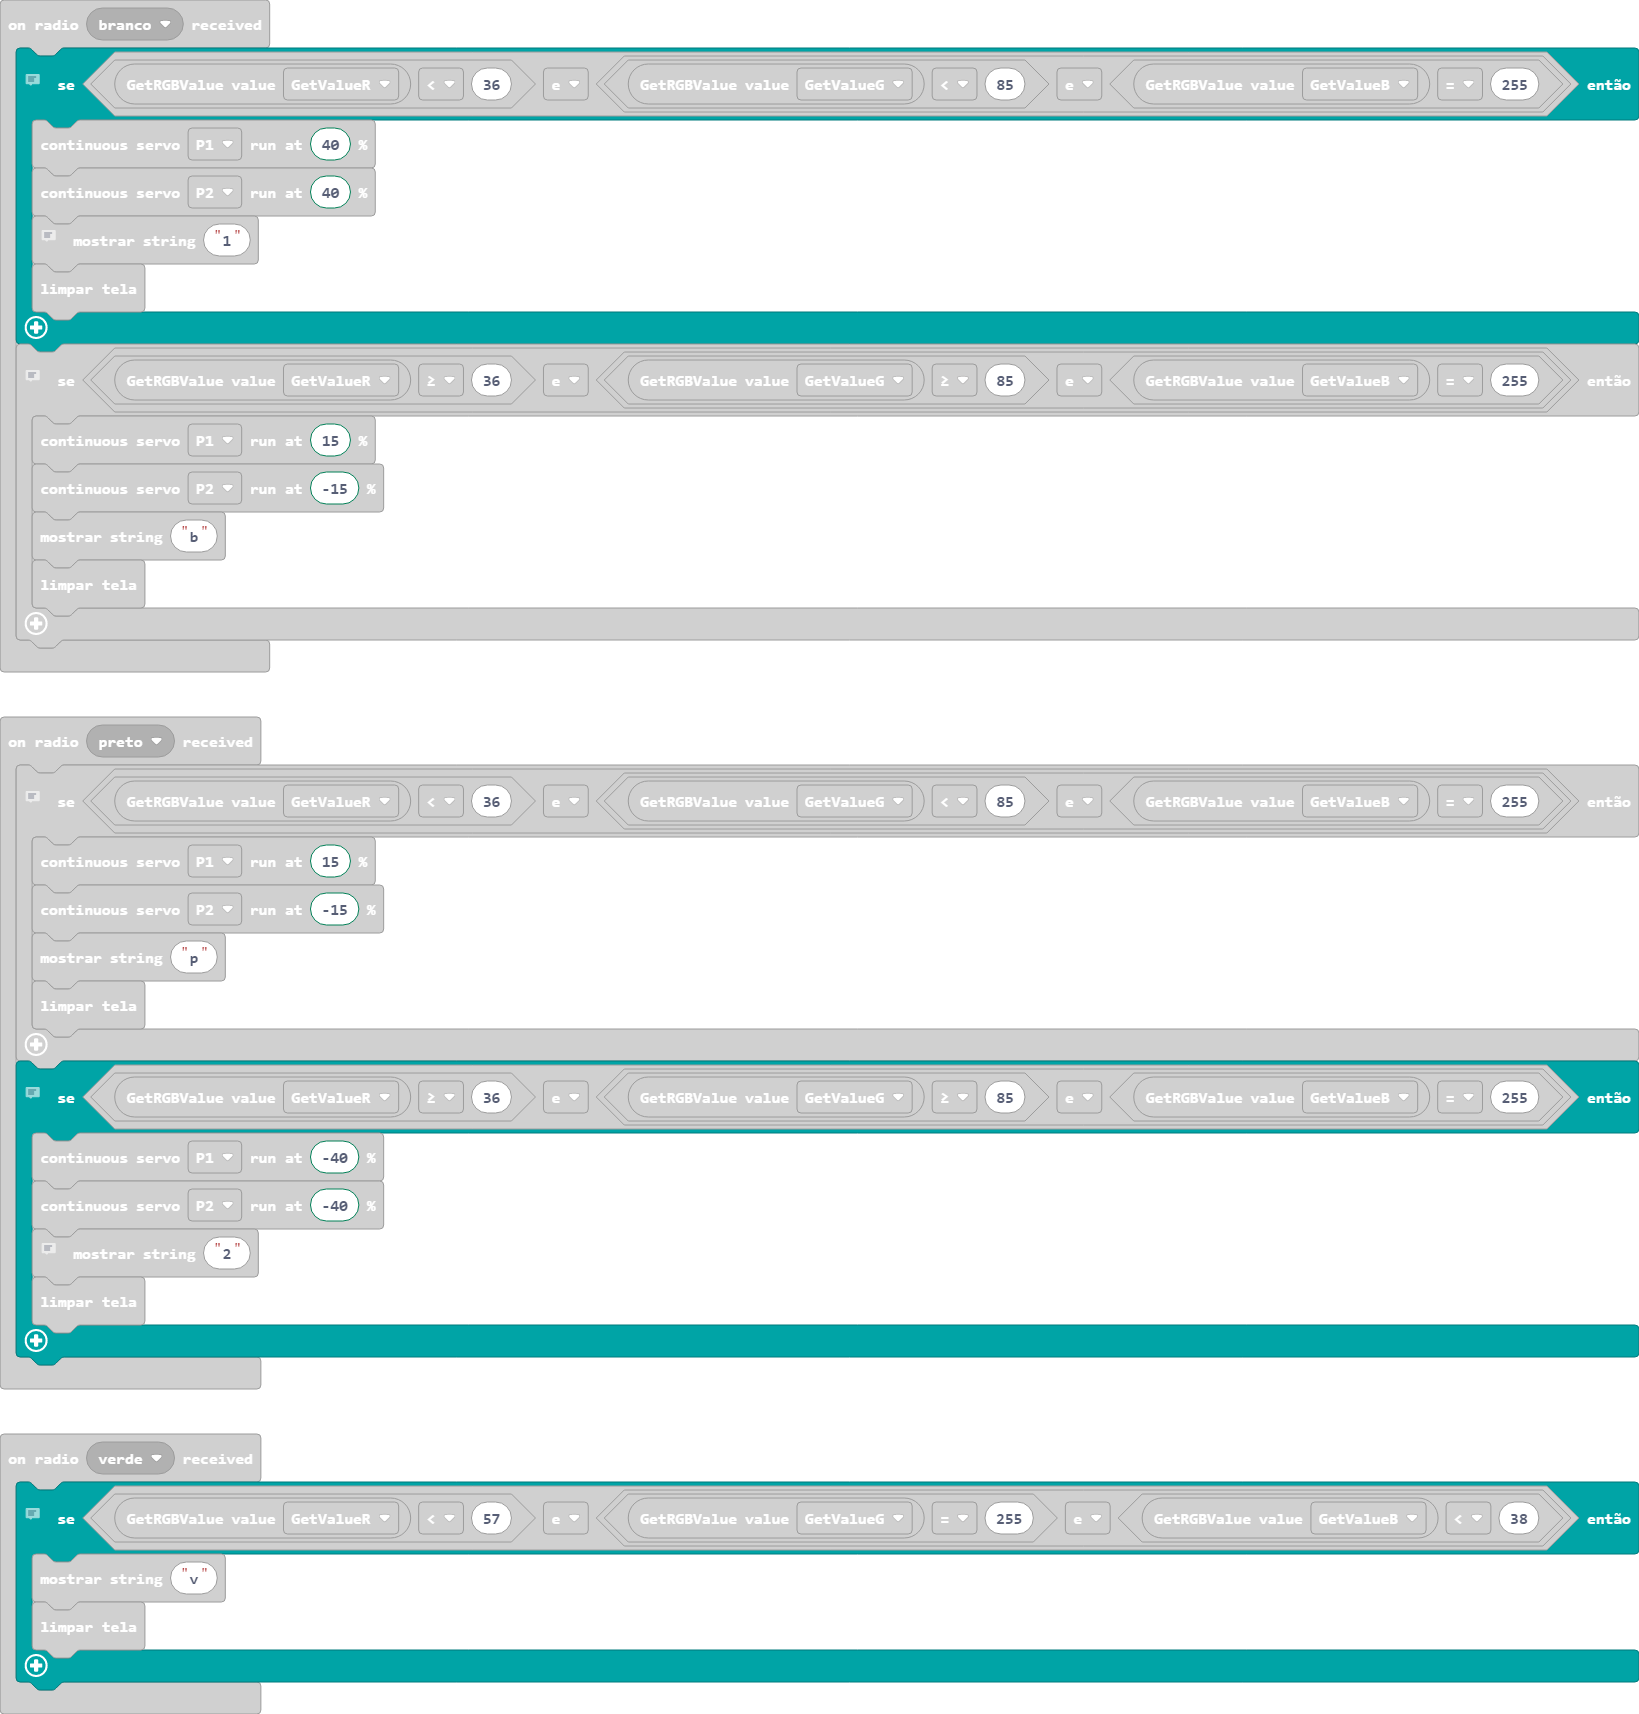 on radio branco received
se GetRGBValue value GetValueR < 36 e GetRGBValue value GetValueG < 85 e GetRGBValue value GetValueB = 255 então
continuous servo P1 run at 40 %
continuous servo P2 run at 40 %
mostrar string "1"
limpar tela
se GetRGBValue value GetValueR ≥ 36 e GetRGBValue value GetValueG ≥ 85 e GetRGBValue value GetValueB = 255 então
continuous servo P1 run at 15 %
continuous servo P2 run at -15 %
mostrar string "b"
limpar tela
on radio preto received
se GetRGBValue value GetValueR < 36 e GetRGBValue value GetValueG < 85 e GetRGBValue value GetValueB = 255 então
continuous servo P1 run at 15 %
continuous servo P2 run at -15 %
mostrar string "p"
limpar tela
se GetRGBValue value GetValueR ≥ 36 e GetRGBValue value GetValueG ≥ 85 e GetRGBValue value GetValueB = 255 então
continuous servo P1 run at -40 %
continuous servo P2 run at -40 %
mostrar string "2"
limpar tela
on radio verde received
se GetRGBValue value GetValueR < 57 e GetRGBValue value GetValueG = 255 e GetRGBValue value GetValueB < 38 então
mostrar string "v"
limpar tela